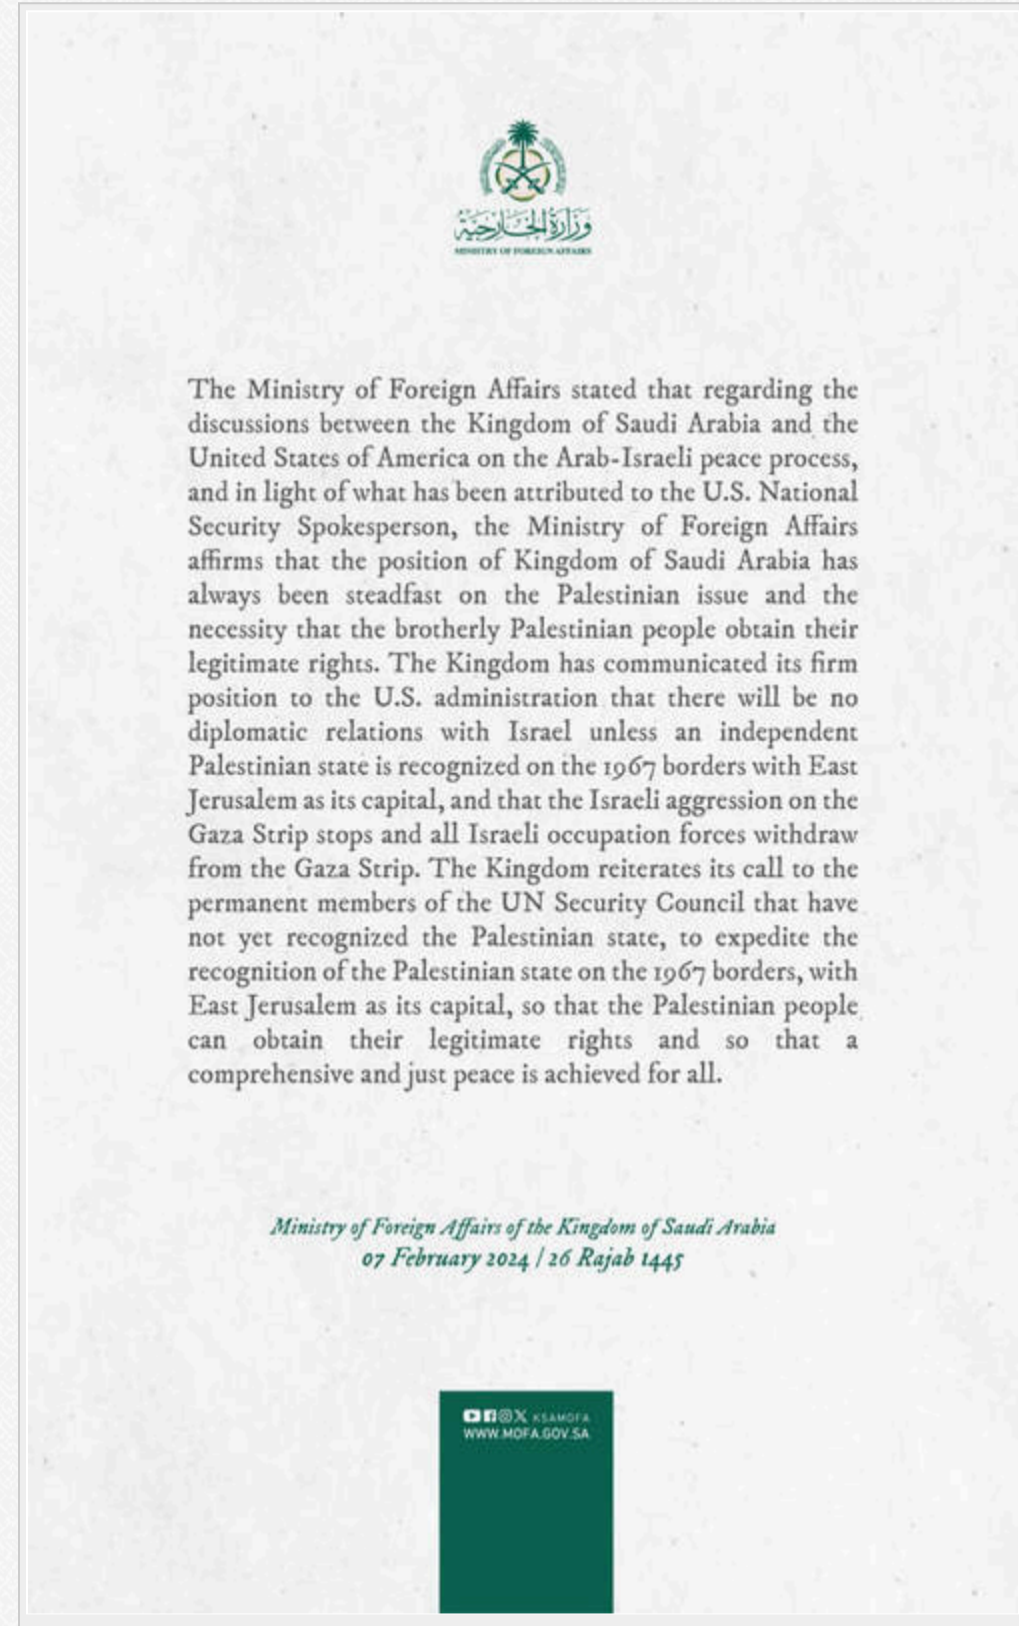 وزارة الخارجية
MINISTRY OF FOREIGN AFFAIRS
The Ministry of Foreign Affairs stated that regarding the
discussions between the Kingdom of Saudi Arabia and the
United States of America on the Arab-Israeli peace process,
and in light of what has been attributed to the U.S. National
Security Spokesperson, the Ministry of Foreign Affairs
affirms that the position of Kingdom of Saudi Arabia has
always been steadfast on the Palestinian issue and the
necessity that the brotherly Palestinian people obtain their
legitimate rights. The Kingdom has communicated its firm
position to the U.S. administration that there will be no
diplomatic relations with Israel unless an independent
Palestinian state is recognized on the 1967 borders with East
Jerusalem as its capital, and that the Israeli aggression on the
Gaza Strip stops and all Israeli occupation forces withdraw
from the Gaza Strip. The Kingdom reiterates its call to the
permanent members of the UN Security Council that have
not yet recognized the Palestinian state, to expedite the
recognition of the Palestinian state on the 1967 borders, with
East Jerusalem as its capital, so that the Palestinian people
can obtain their legitimate rights and so that a
comprehensive and just peace is achieved for all.
Ministry of Foreign Affairs of the Kingdom of Saudi Arabia
07 February 2024 / 26 Rajab 1445
KSAMOFA
WWW.MOFA.GOV.SA